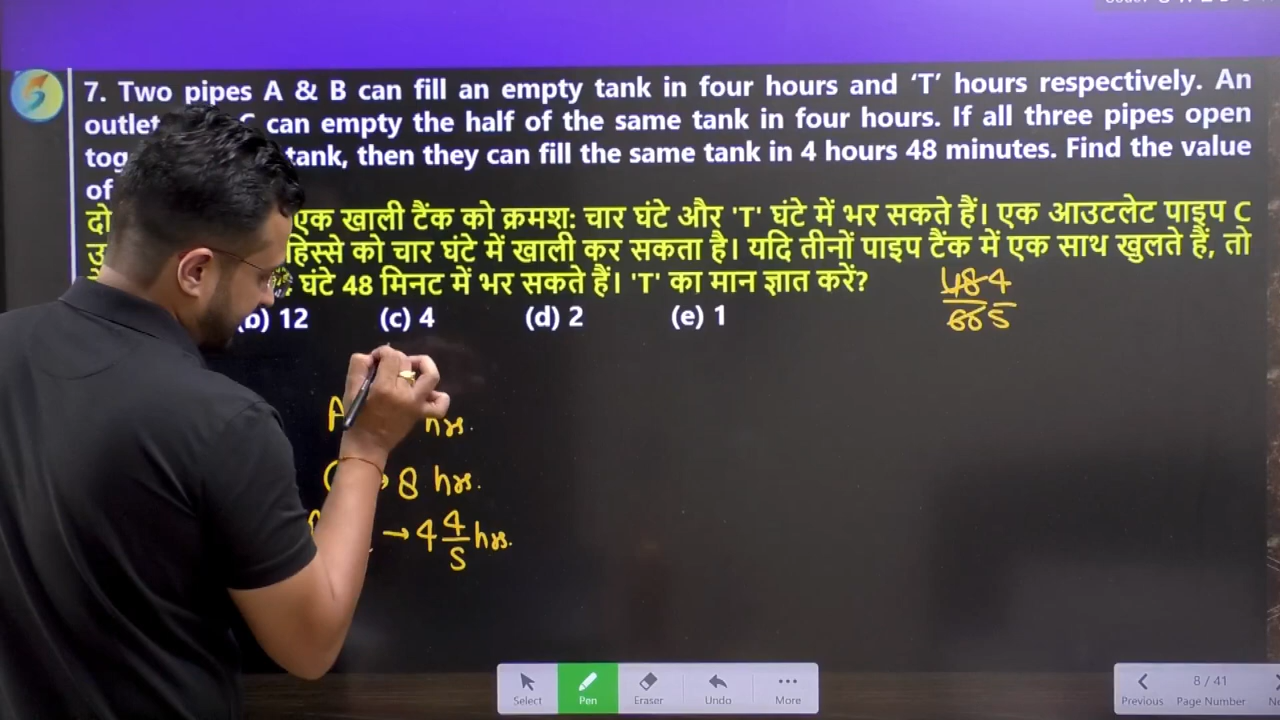 7. Two pipes A & B can fill an empty tank in four hours and ‘T’ hours respectively. An
outlet C can empty the half of the same tank in four hours. If all three pipes open
tog tank, then they can fill the same tank in 4 hours 48 minutes. Find the value
of
दो एक खाली टैंक को क्रमशः चार घंटे और 'T' घंटे में भर सकते हैं। एक आउटलेट पाइप C
हिस्से को चार घंटे में खाली कर सकता है। यदि तीनों पाइप टैंक में एक साथ खुलते हैं, तो
घंटे 48 मिनट में भर सकते हैं। 'T' का मान ज्ञात करें?
(b) 12 (c) 4 (d) 2 (e) 1
48 4
60 5
A hrs.
→ 8 hrs.
→ 4 4/5 hrs.
Select Pen Eraser Undo More
Previous 8 / 41 Page Number